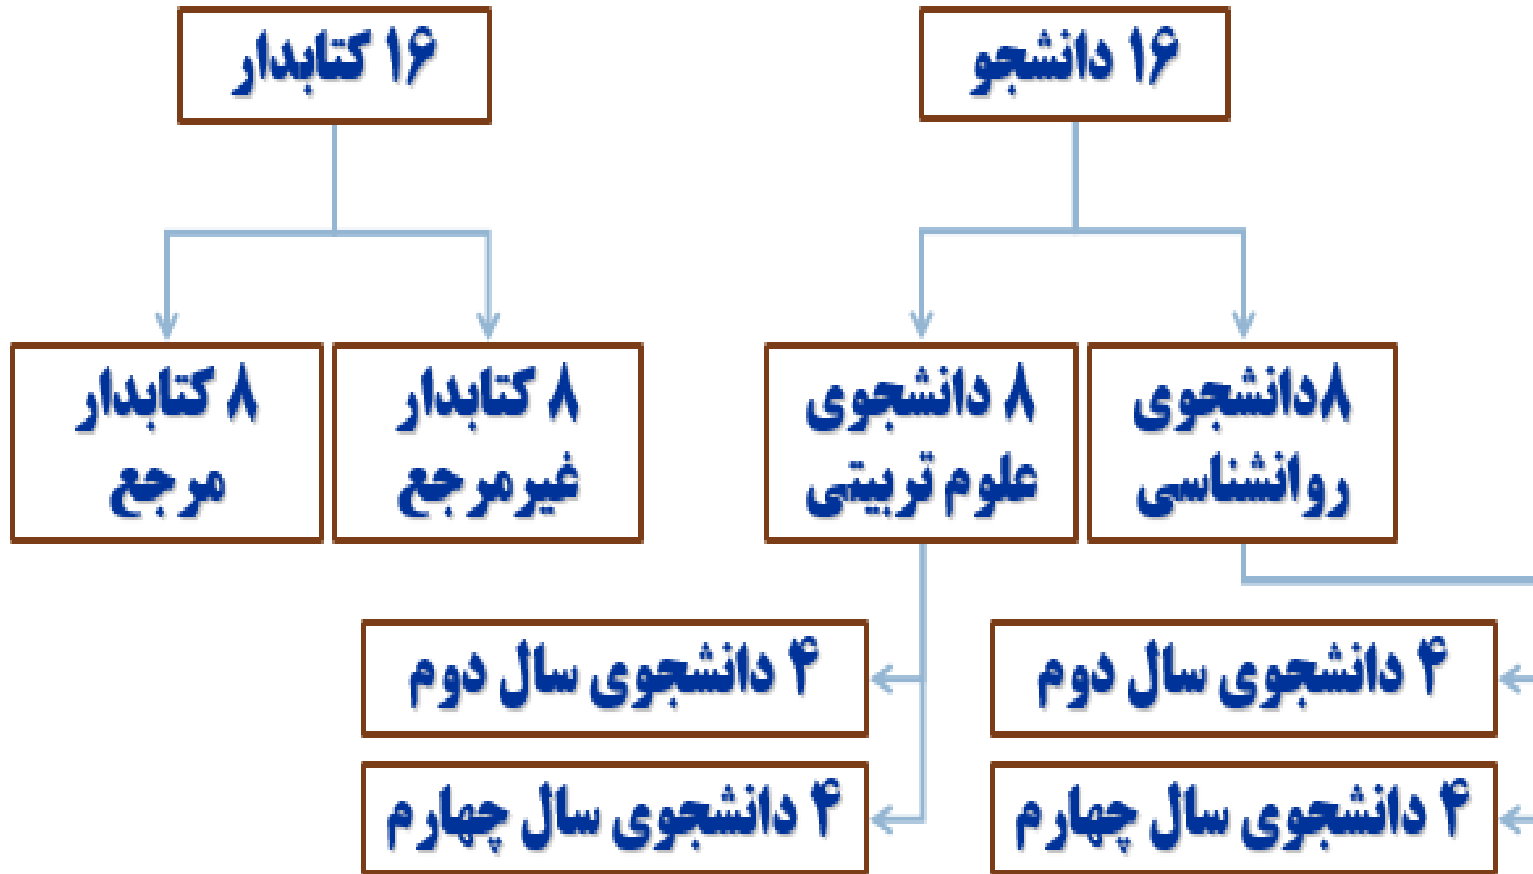 ۱۶ دانشجو
۱۶ کتابدار
۸دانشجوی
روانشناسی
۸ دانشجوی
علوم تربیتی
۸ کتابدار
غیرمرجع
۸ کتابدار
مرجع
۴ دانشجوی سال دوم
۴ دانشجوی سال دوم
۴ دانشجوی سال چهارم
۴ دانشجوی سال چهارم